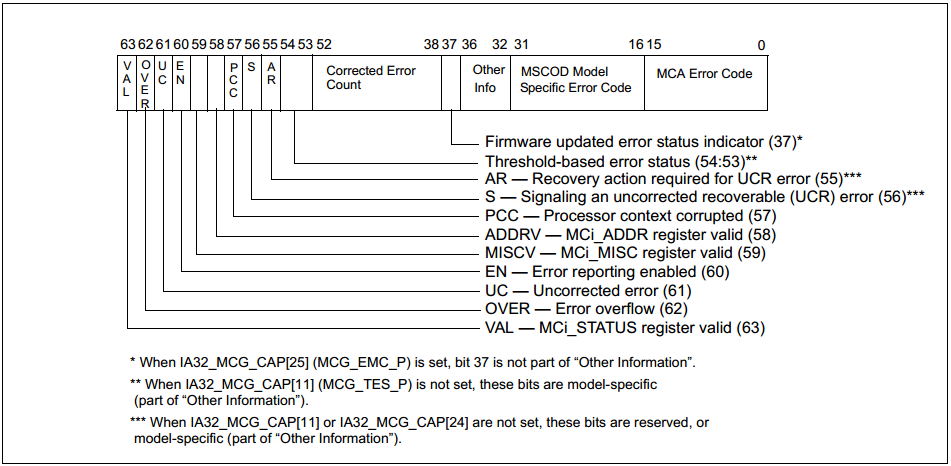 63 62 61 60 59 58 57 56 55 54 53 52 38 37 36 32 31 16 15 0
VAL
OVER
UC
EN
PCC
S
AR
Corrected Error
Count
Other
Info
MSCOD Model
Specific Error Code
MCA Error Code
Firmware updated error status indicator (37)*
Threshold-based error status (54:53)**
AR — Recovery action required for UCR error (55)***
S — Signaling an uncorrected recoverable (UCR) error (56)***
PCC — Processor context corrupted (57)
ADDRV — MCi_ADDR register valid (58)
MISCV — MCi_MISC register valid (59)
EN — Error reporting enabled (60)
UC — Uncorrected error (61)
OVER — Error overflow (62)
VAL — MCi_STATUS register valid (63)
* When IA32_MCG_CAP[25] (MCG_EMC_P) is set, bit 37 is not part of “Other Information”.
** When IA32_MCG_CAP[11] (MCG_TES_P) is not set, these bits are model-specific
(part of “Other Information”).
*** When IA32_MCG_CAP[11] or IA32_MCG_CAP[24] are not set, these bits are reserved, or
model-specific (part of “Other Information”).